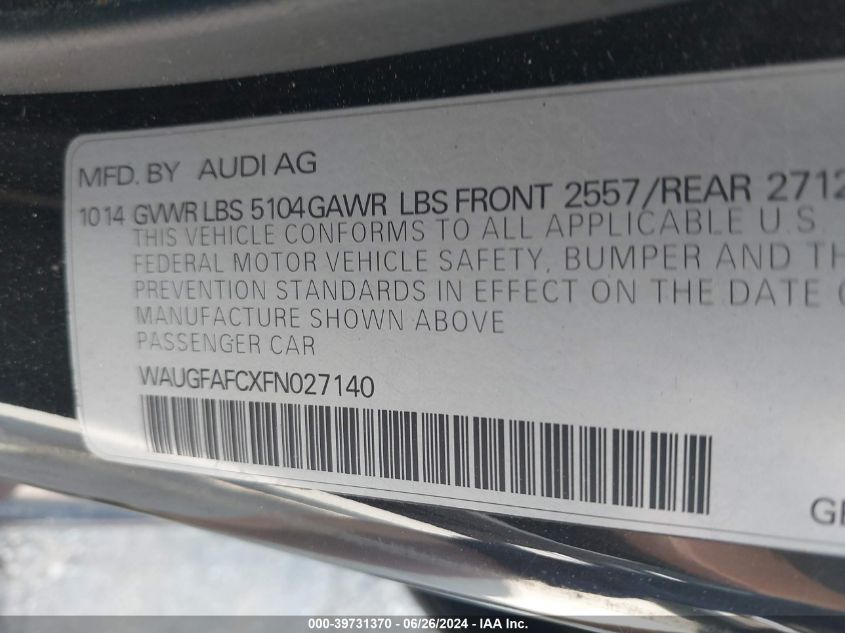 MFD. BY AUDI AG
1014 GVWR LBS 5104 GAWR LBS FRONT 2557/REAR 2712
THIS VEHICLE CONFORMS TO ALL APPLICABLE U.S.
FEDERAL MOTOR VEHICLE SAFETY, BUMPER AND
PREVENTION STANDARDS IN EFFECT ON THE DATE
MANUFACTURE SHOWN ABOVE
PASSENGER CAR
WAUGFAFCXFN027140
000-39731370 / 06/26/2024 - IAA Inc.